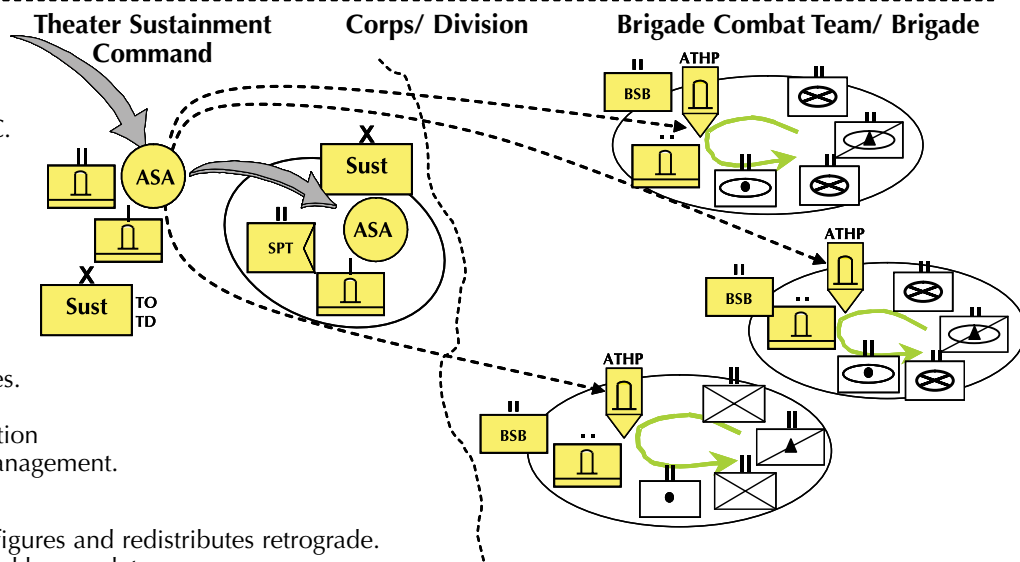 Theater Sustainment
Command
Corps/ Division
Brigade Combat Team/ Brigade
C.
ASA
X
Sust
TO
TD
X
Sust
ASA
SPT
BSB
ATHP
BSB
ATHP
BSB
ATHP
es.
tion
anagement.
figures and redistributes retrograde.